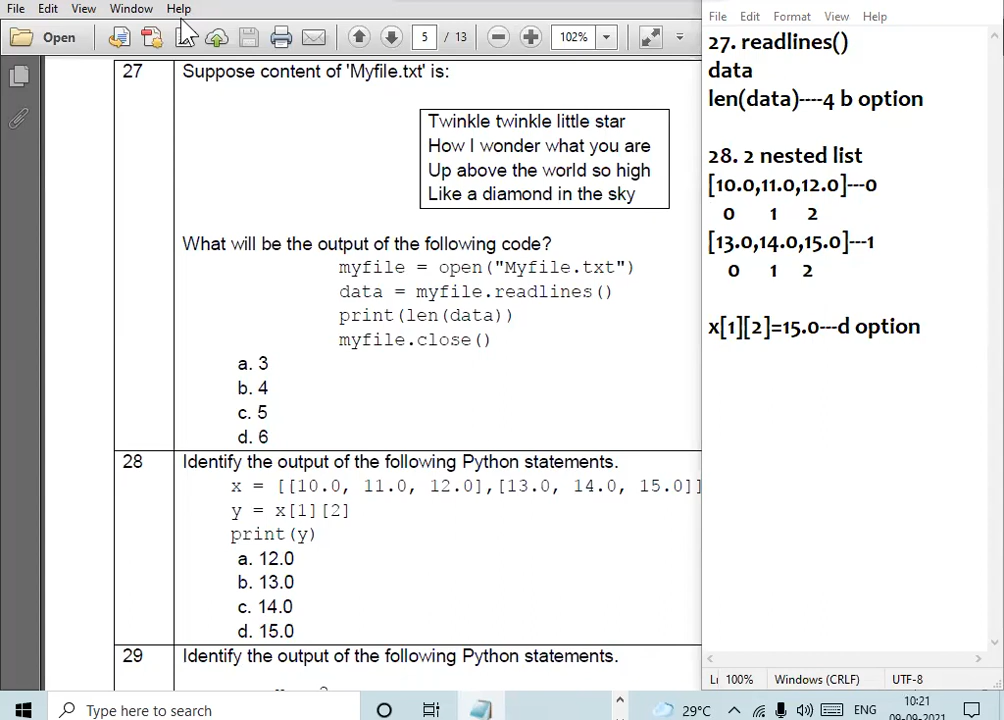 File Edit View Window Help
Open 5 / 13 102%
27 Suppose content of 'Myfile.txt' is:
Twinkle twinkle little star
How I wonder what you are
Up above the world so high
Like a diamond in the sky
What will be the output of the following code?
myfile = open("Myfile.txt")
data = myfile.readlines()
print(len(data))
myfile.close()
a. 3
b. 4
c. 5
d. 6
28 Identify the output of the following Python statements.
x = [[10.0, 11.0, 12.0],[13.0, 14.0, 15.0]]
y = x[1][2]
print(y)
a. 12.0
b. 13.0
c. 14.0
d. 15.0
29 Identify the output of the following Python statements.
File Edit Format View Help
27. readlines()
data
len(data)----4 b option
28. 2 nested list
[10.0,11.0,12.0]---0
0 1 2
[13.0,14.0,15.0]---1
0 1 2
x[1][2]=15.0---d option
100% Windows (CRLF) UTF-8
Type here to search
29°C ENG
10:21
09-09-2021